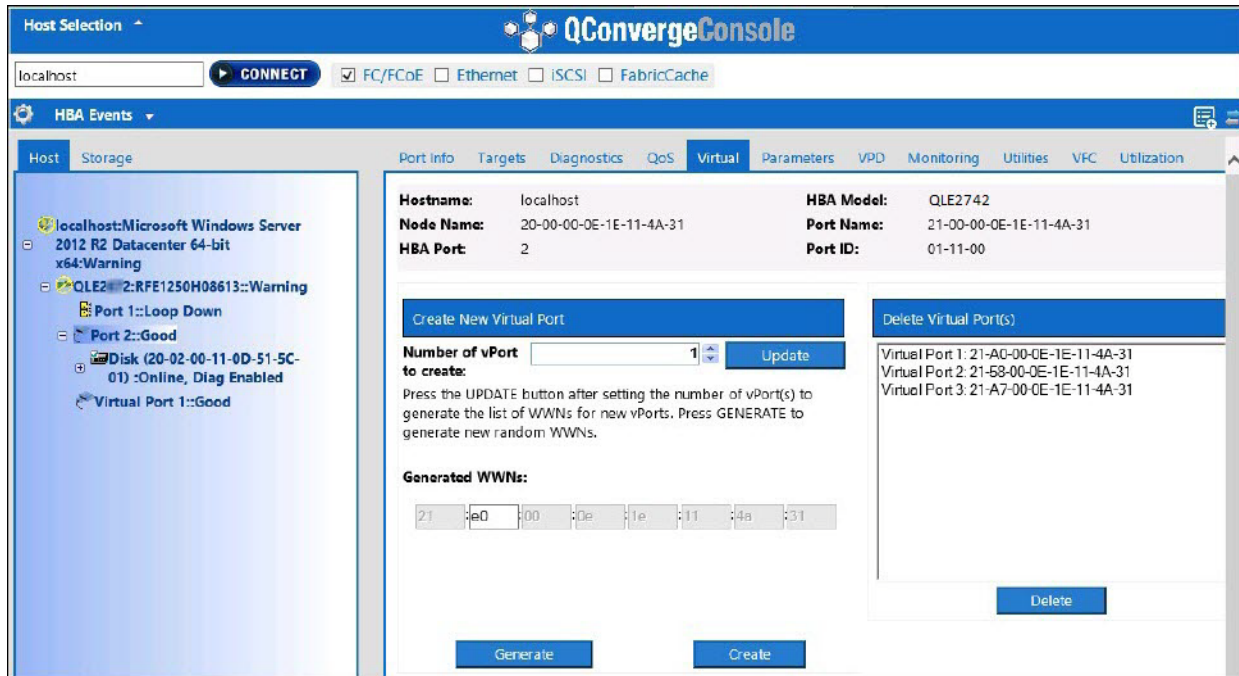 Host Selection
QConvergeConsole
localhost
CONNECT
FC/FCoE
Ethernet
iSCSI
FabricCache
HBA Events
Host
Storage
localhost:Microsoft Windows Server
2012 R2 Datacenter 64-bit
x64:Warning
2:RFE1250H08613::Warning
Port 1::Loop Down
Port 2::Good
Disk (20-02-00-11-0D-51-5C-
01) :Online, Diag Enabled
Virtual Port 1::Good
Port Info
Targets
Diagnostics
QoS
Virtual
Parameters
VPD
Monitoring
Utilities
VFC
Utilization
Hostname: localhost
HBA Model: QLE2742
Node Name: 20-00-00-0E-1E-11-4A-31
Port Name: 21-00-00-0E-1E-11-4A-31
HBA Port: 2
Port ID: 01-11-00
Create New Virtual Port
Number of vPort 1 Update
to create:
Press the UPDATE button after setting the number of vPort(s) to
generate the list of WWNs for new vPorts. Press GENERATE to
generate new random WWNs.
Generated WWNs:
21 :e0 :00 :0e :1e :11 :4a :31
Generate
Create
Delete Virtual Port(s)
Virtual Port 1: 21-A0-00-0E-1E-11-4A-31
Virtual Port 2: 21-58-00-0E-1E-11-4A-31
Virtual Port 3: 21-A7-00-0E-1E-11-4A-31
Delete